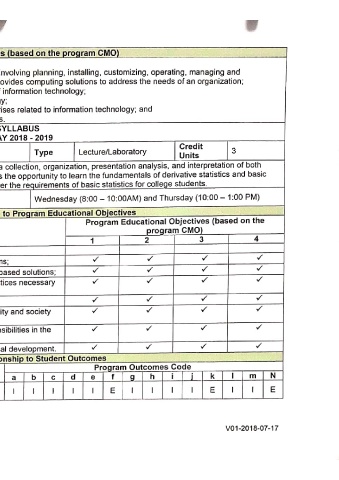 s (based on the program CMO)
nvolving planning, installing, customizing, operating, managing and
ovides computing solutions to address the needs of an organization;
f information technology;
gy;
rises related to information technology; and
s.
SYLLABUS
AY 2018 - 2019
Type Lecture/Laboratory Credit Units 3
e collection, organization, presentation analysis, and interpretation of both
s the opportunity to learn the fundamentals of derivative statistics and basic
er the requirements of basic statistics for college students.
Wednesday (8:00 – 10:00AM) and Thursday (10:00 – 1:00 PM)
to Program Educational Objectives
Program Educational Objectives (based on the
program CMO)
1 2 3 4
ms; ✓ ✓ ✓ ✓
based solutions; ✓ ✓ ✓ ✓
tices necessary ✓ ✓ ✓ ✓
✓ ✓ ✓ ✓
ity and society ✓ ✓ ✓ ✓
sibilities in the ✓ ✓ ✓ ✓
al development. ✓ ✓ ✓ ✓
onship to Student Outcomes
Program Outcomes Code
a b c d e f g h i j k l m N
I I I I I E I I I I E I I E
V01-2018-07-17